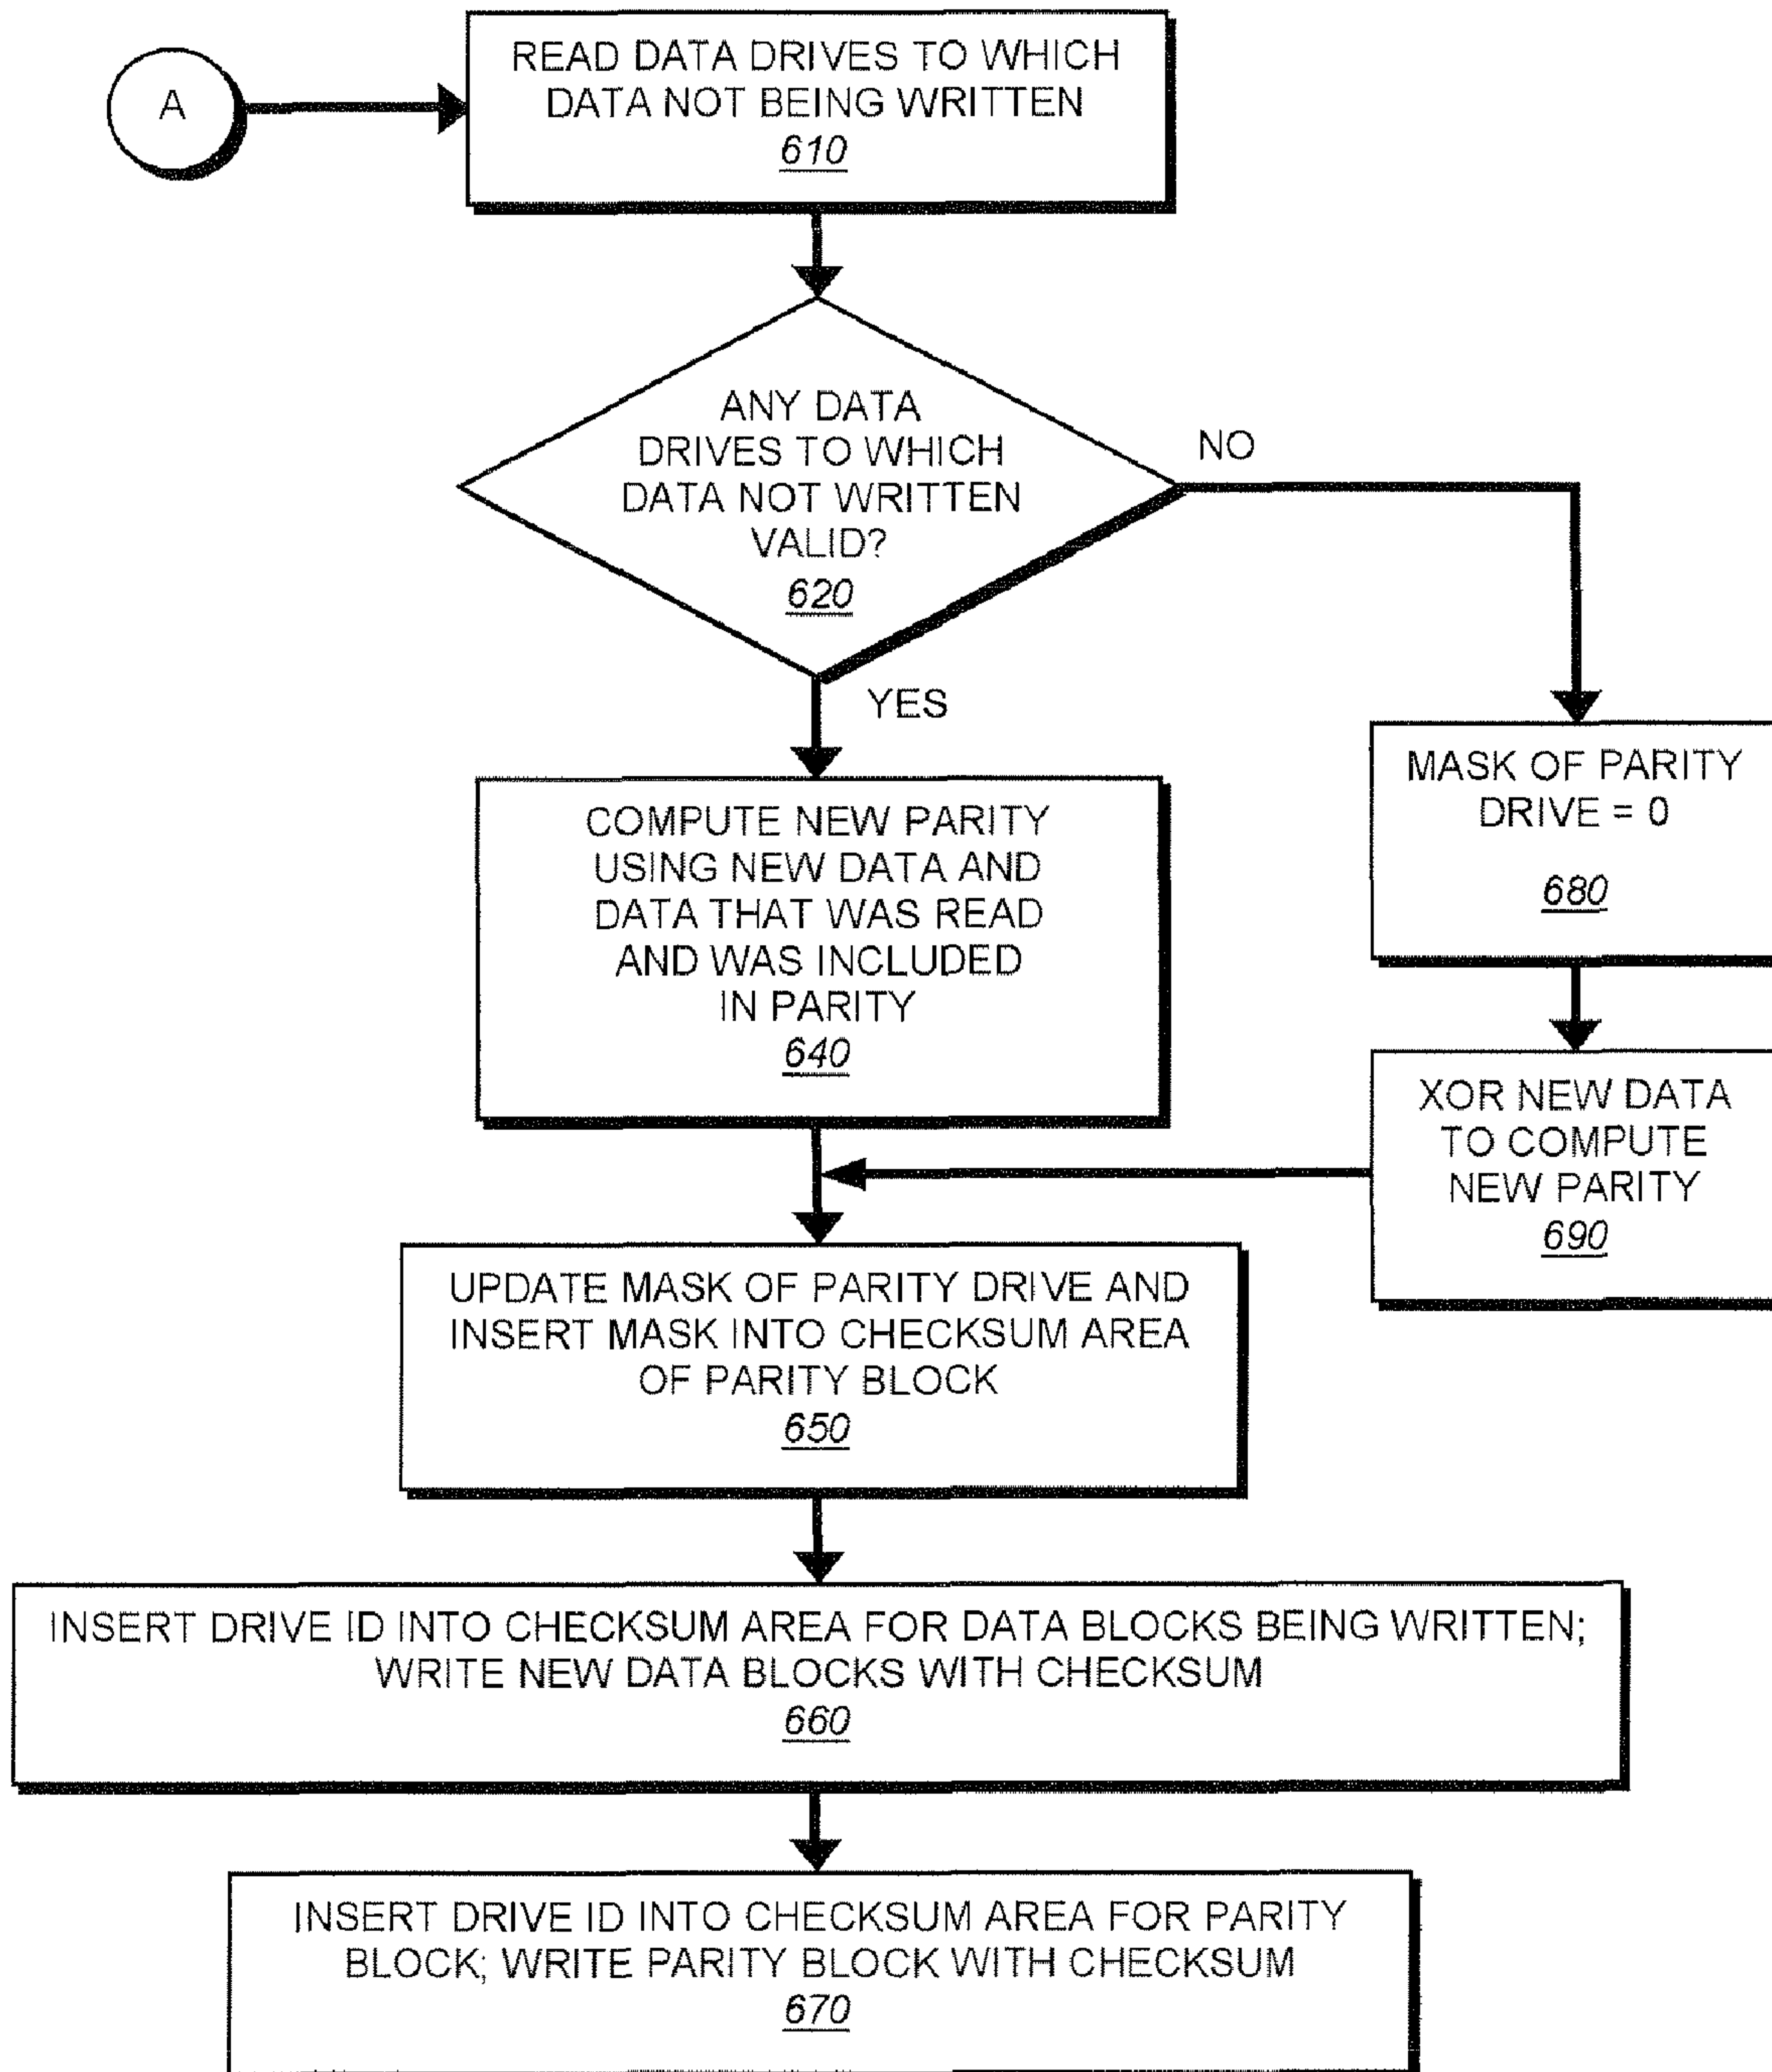 A
READ DATA DRIVES TO WHICH
DATA NOT BEING WRITTEN
610
ANY DATA
DRIVES TO WHICH
DATA NOT WRITTEN
VALID?
620
NO
YES
COMPUTE NEW PARITY
USING NEW DATA AND
DATA THAT WAS READ
AND WAS INCLUDED
IN PARITY
640
MASK OF PARITY
DRIVE = 0
680
XOR NEW DATA
TO COMPUTE
NEW PARITY
690
UPDATE MASK OF PARITY DRIVE AND
INSERT MASK INTO CHECKSUM AREA
OF PARITY BLOCK
650
INSERT DRIVE ID INTO CHECKSUM AREA FOR DATA BLOCKS BEING WRITTEN;
WRITE NEW DATA BLOCKS WITH CHECKSUM
660
INSERT DRIVE ID INTO CHECKSUM AREA FOR PARITY
BLOCK; WRITE PARITY BLOCK WITH CHECKSUM
670